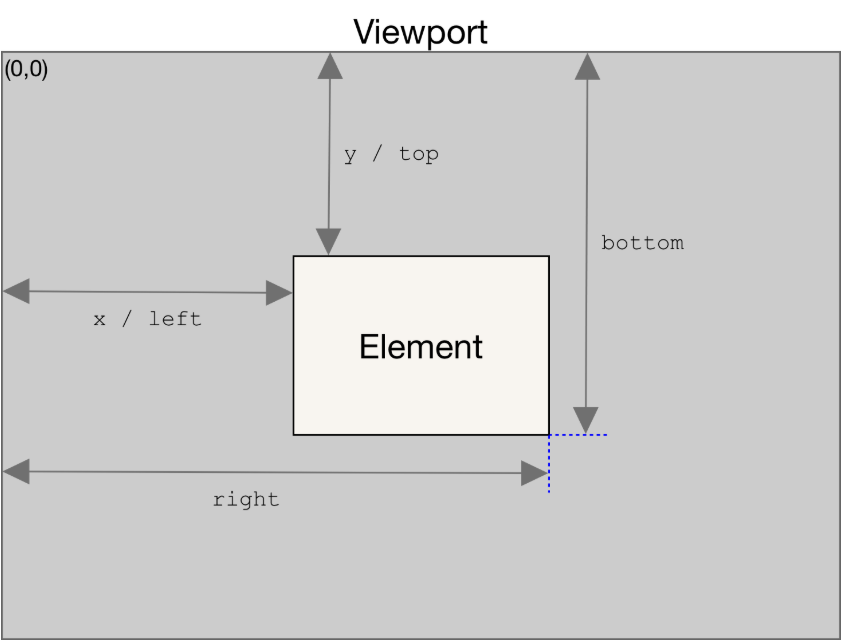 Viewport
(0,0)
y / top
bottom
x / left
Element
right